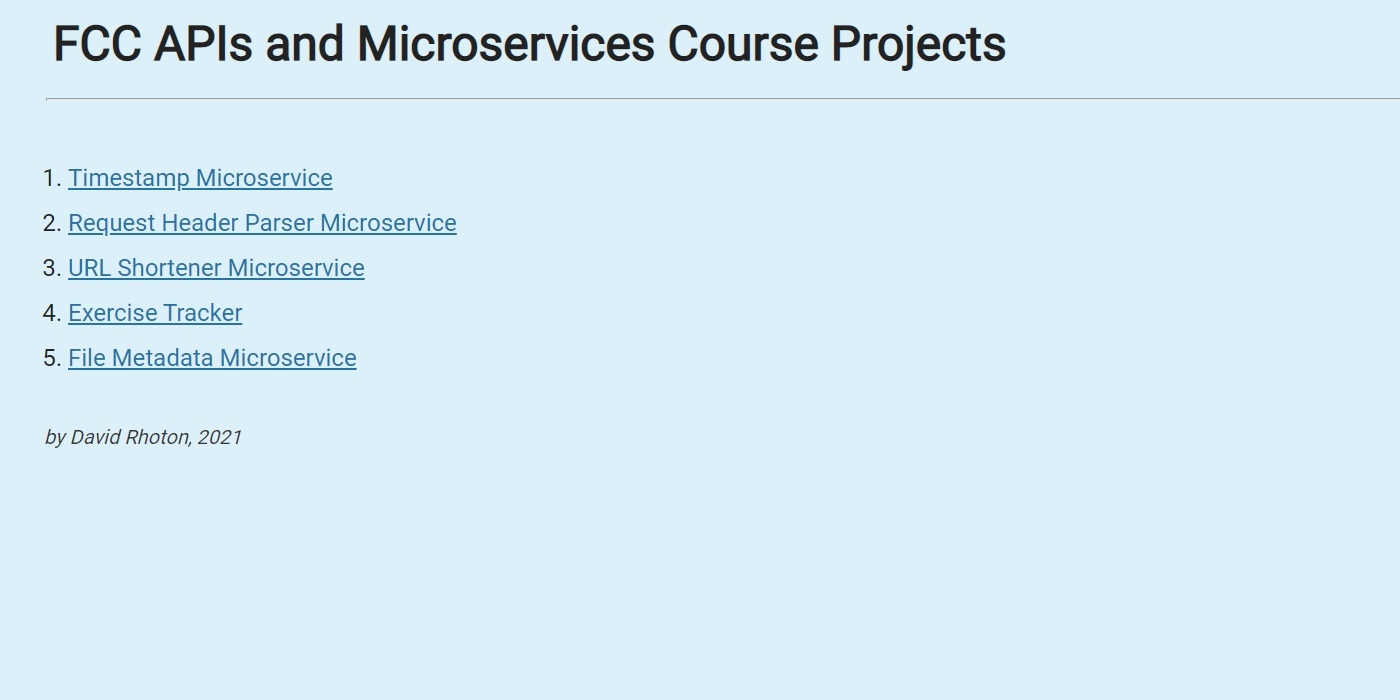 FCC APIs and Microservices Course Projects
1. Timestamp Microservice
2. Request Header Parser Microservice
3. URL Shortener Microservice
4. Exercise Tracker
5. File Metadata Microservice
by David Rhoton, 2021